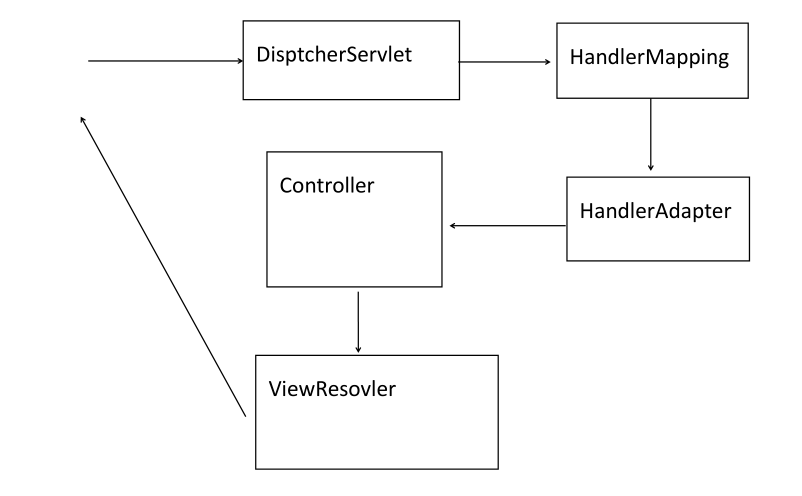 DisptcherServlet
HandlerMapping
Controller
HandlerAdapter
ViewResovler